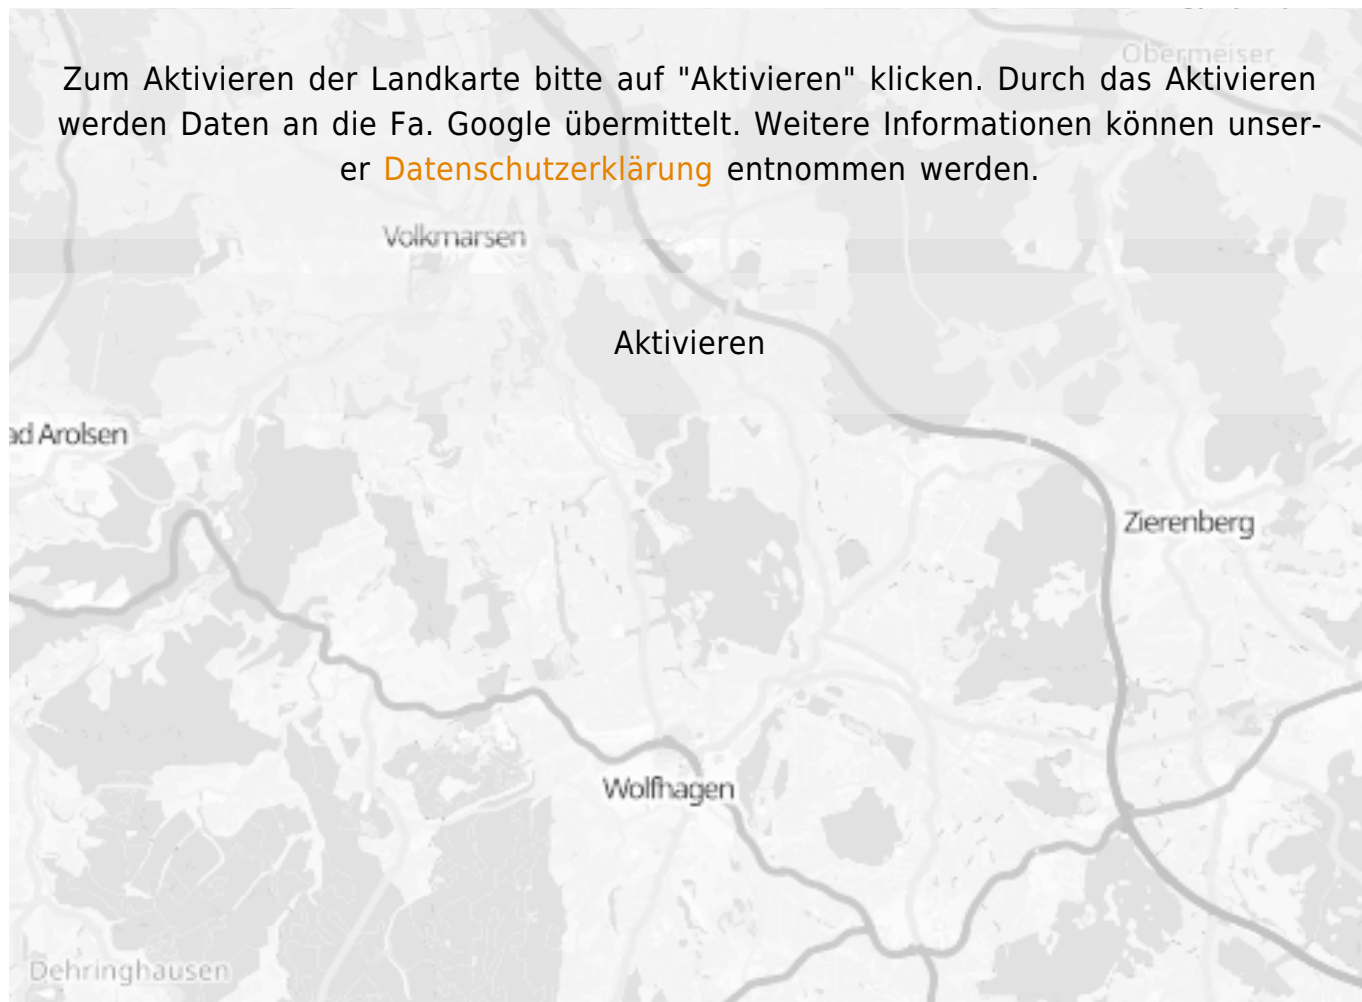 Obermeiser
Zum Aktivieren der Landkarte bitte auf "Aktivieren" klicken. Durch das Aktivieren
werden Daten an die Fa. Google übermittelt. Weitere Informationen können unser-
er Datenschutzerklärung entnommen werden.
Volkmarsen
Aktivieren
ad Arolsen
Zierenberg
Wolfhagen
Dehringhausen